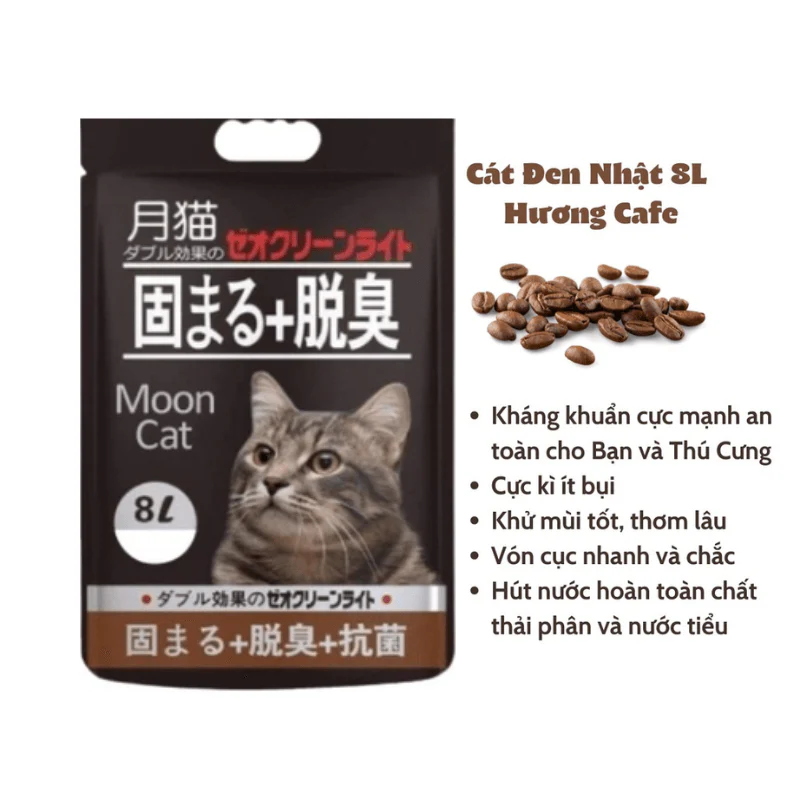 月猫
ダブル効果のゼオクリーンライト
固まる+脱臭
Moon
Cat
8L
• ダブル効果のゼオクリーンライト •
固まる+脱臭+抗菌
Cát Đen Nhật 8L
Hương Cafe
• Kháng khuẩn cực mạnh an
toàn cho Bạn và Thú Cưng
• Cực kì ít bụi
• Khử mùi tốt, thơm lâu
• Vón cục nhanh và chắc
• Hút nước hoàn toàn chất
thải phân và nước tiểu